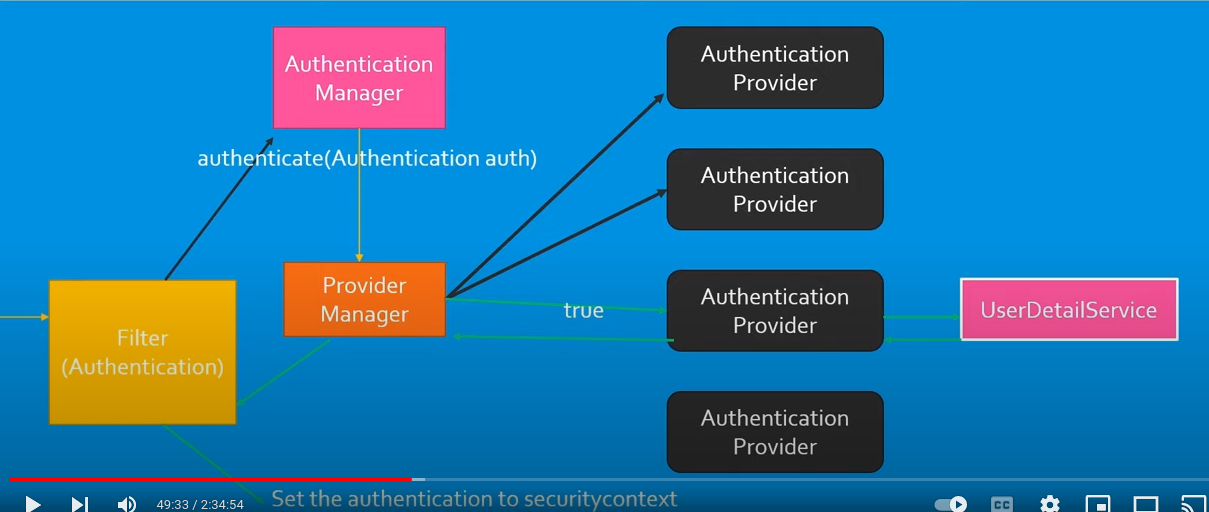 Authentication
Manager
authenticate(Authentication auth)
Provider
Manager
Filter
(Authentication)
Authentication
Provider
Authentication
Provider
true
Authentication
Provider
UserDetailService
Authentication
Provider
Set the authentication to securitycontext
49:33 / 2:34:54
CC